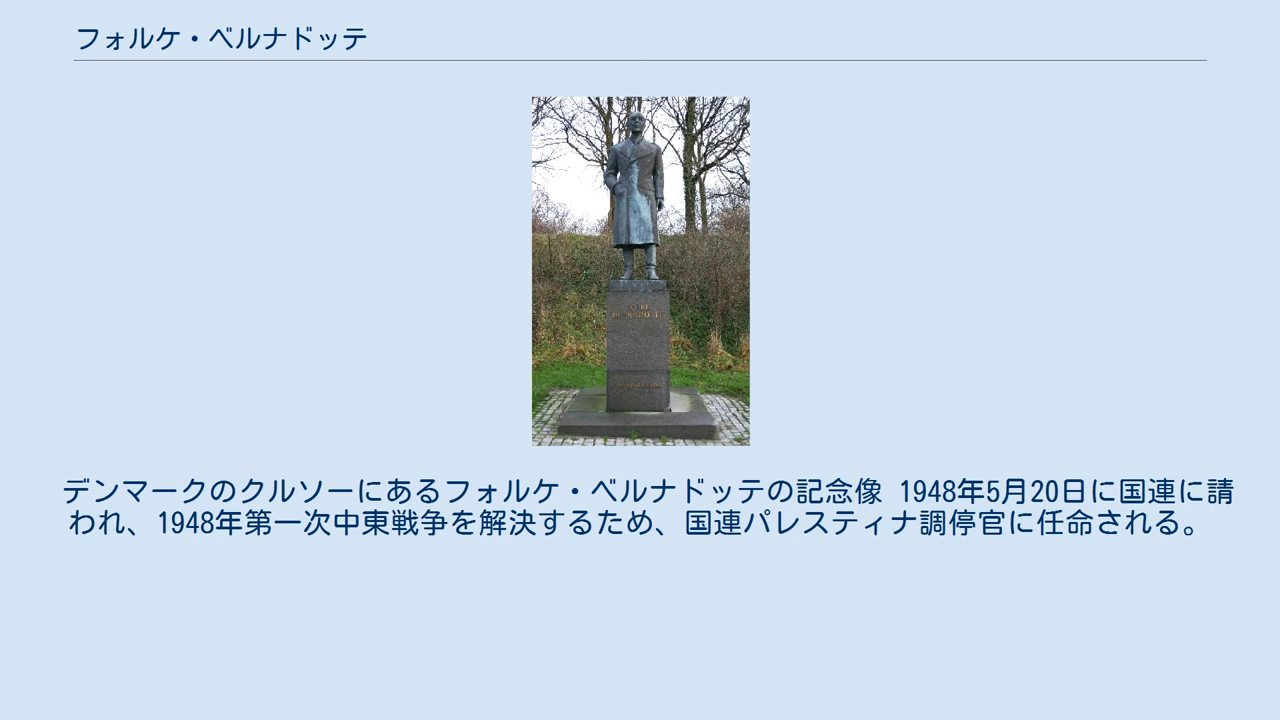 フォルケ・ベルナドッテ
デンマークのクルソーにあるフォルケ・ベルナドッテの記念像 1948年5月20日に国連に請
われ、1948年第一次中東戦争を解決するため、国連パレスティナ調停官に任命される。